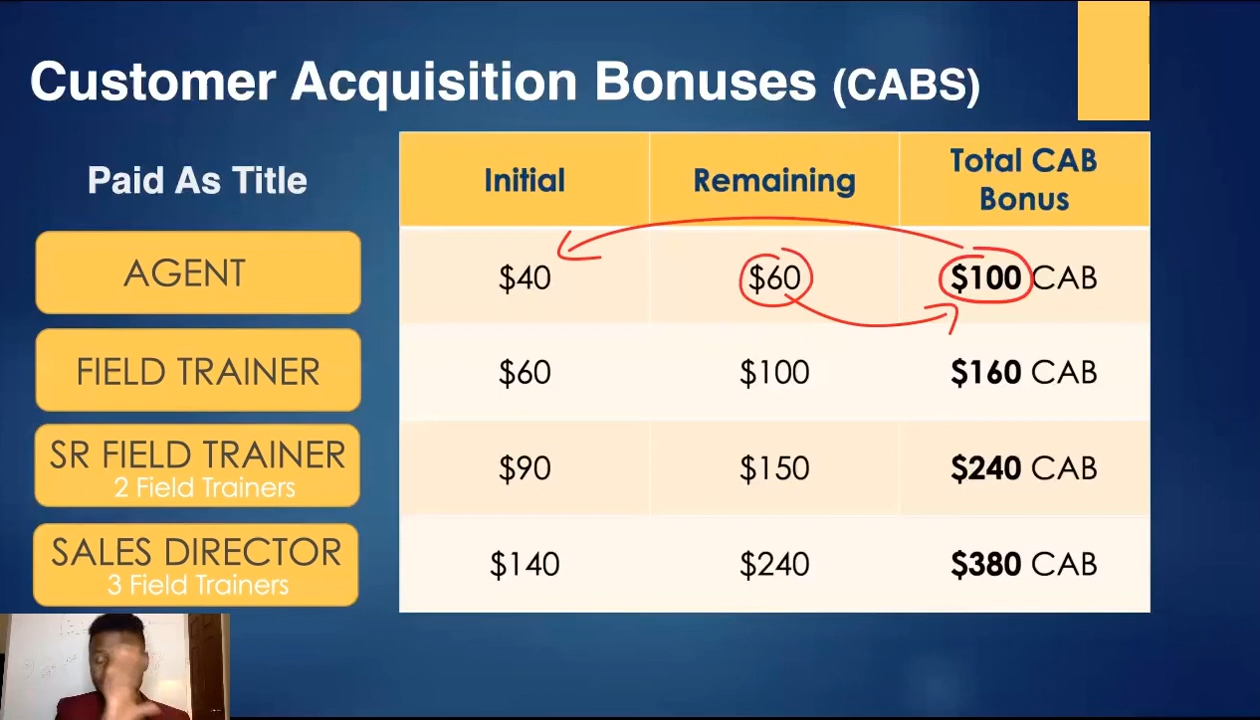 Customer Acquisition Bonuses (CABS)
Paid As Title
Initial
Remaining
Total CAB
Bonus
AGENT
$40
$60
$100 CAB
FIELD TRAINER
$60
$100
$160 CAB
SR FIELD TRAINER
2 Field Trainers
$90
$150
$240 CAB
SALES DIRECTOR
3 Field Trainers
$140
$240
$380 CAB